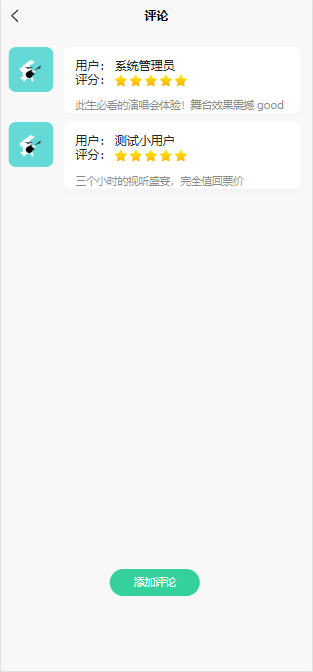 评论
用户： 系统管理员
评分：
此生必看的演唱会体验！舞台效果震撼 good
用户： 测试小用户
评分：
三个小时的视听盛宴，完全值回票价
添加评论